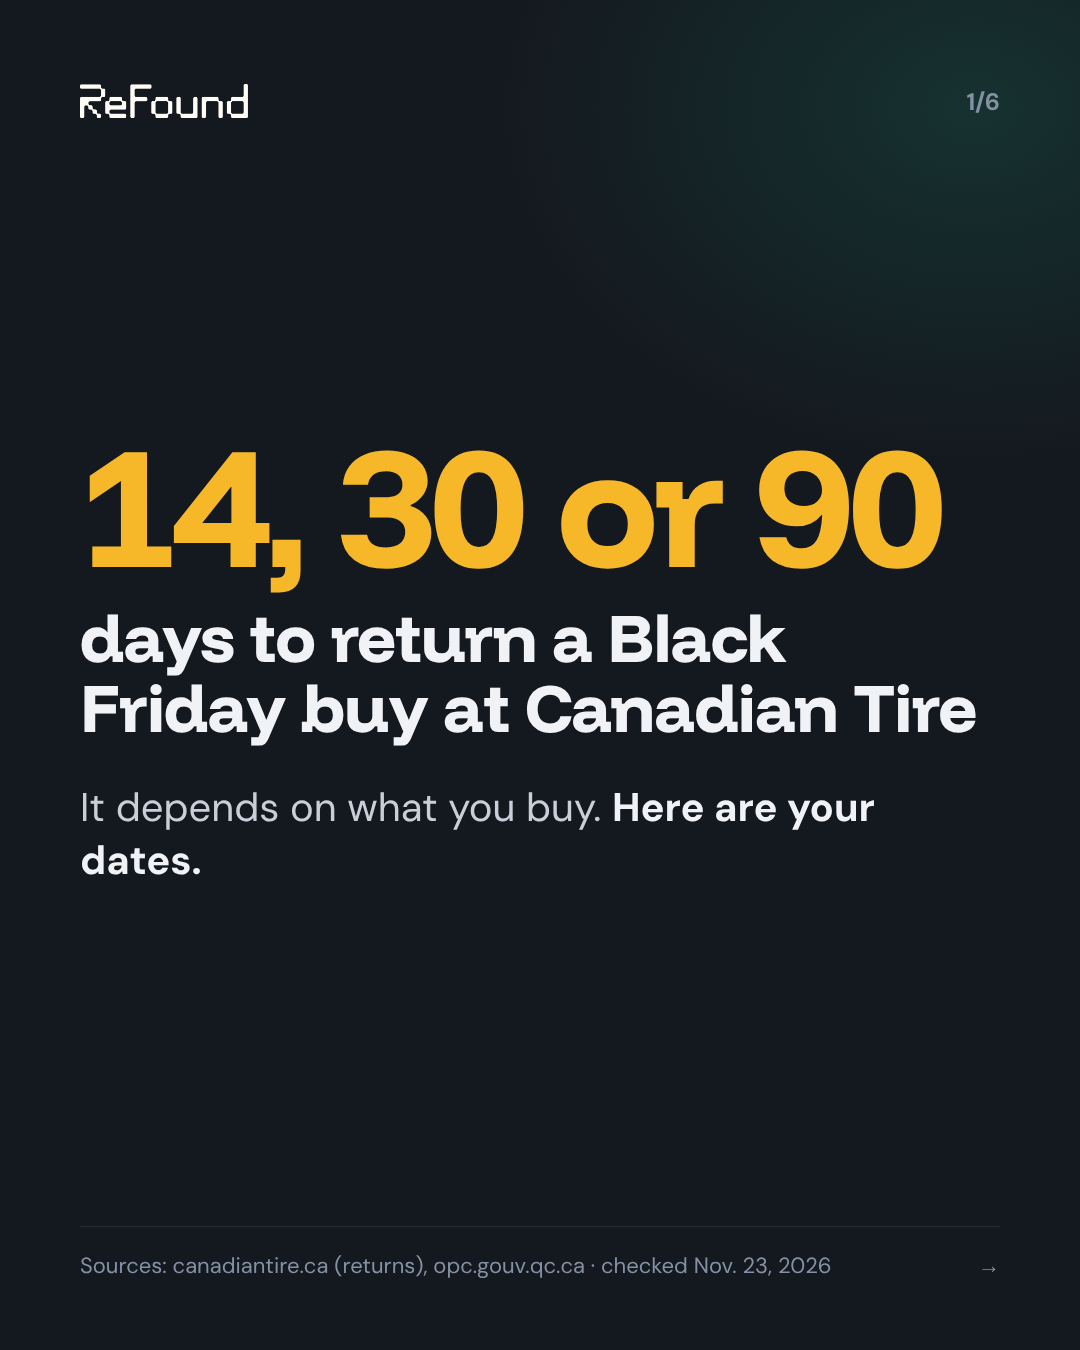 ReFound
1/6
14, 30 or 90
days to return a Black
Friday buy at Canadian Tire
It depends on what you buy. Here are your
dates.
Sources: canadiantire.ca (returns), opc.gouv.qc.ca · checked Nov. 23, 2026 →